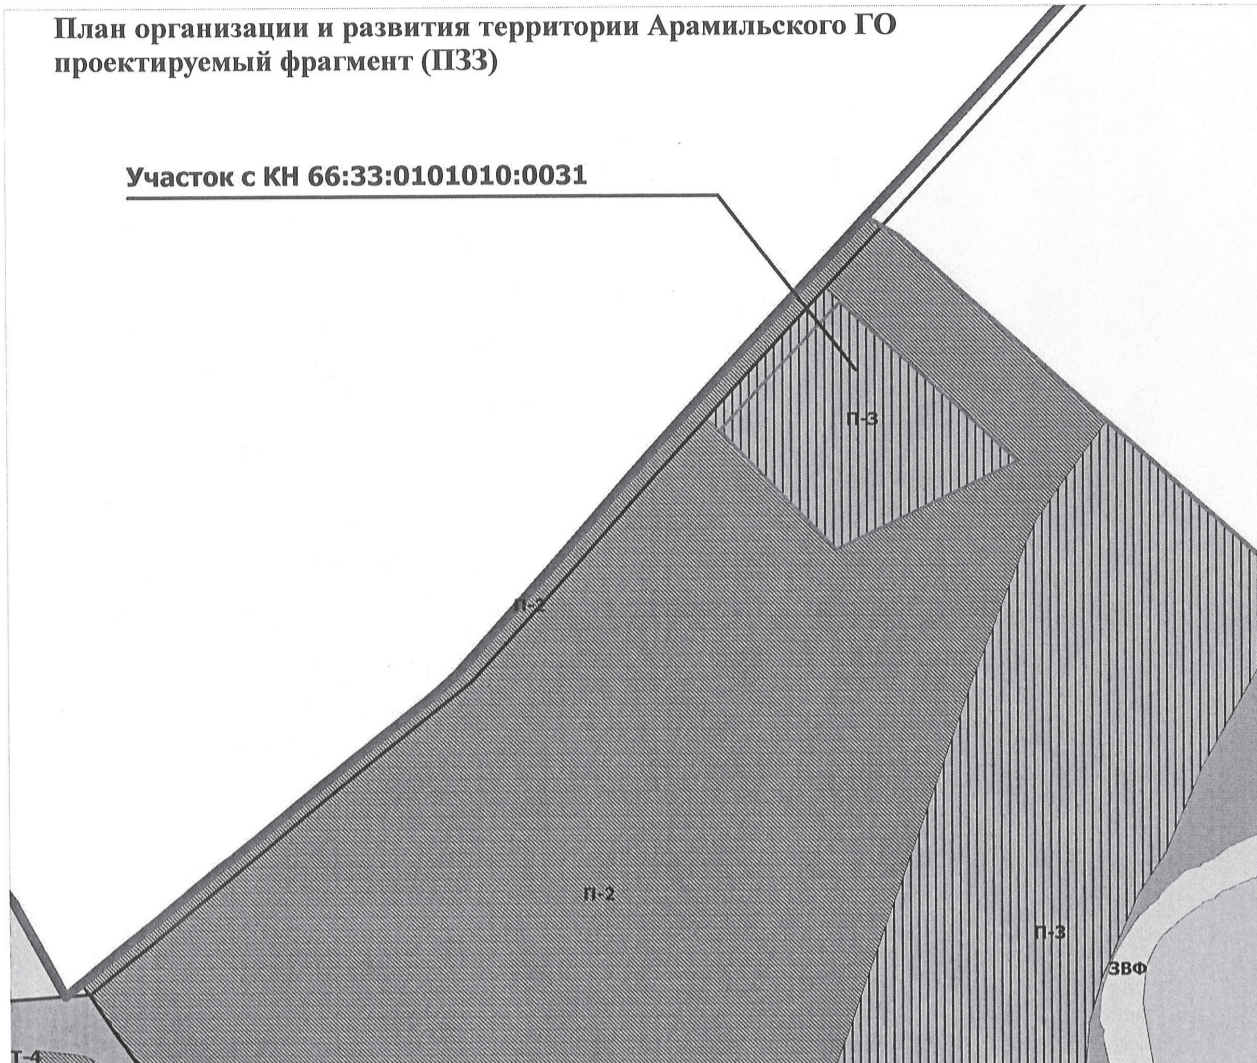 План организации и развития территории Арамильского ГО
проектируемый фрагмент (ПЗЗ)
Участок с КН 66:33:0101010:0031
П-3
П-2
П-2
П-3
ЗВФ
Т-4